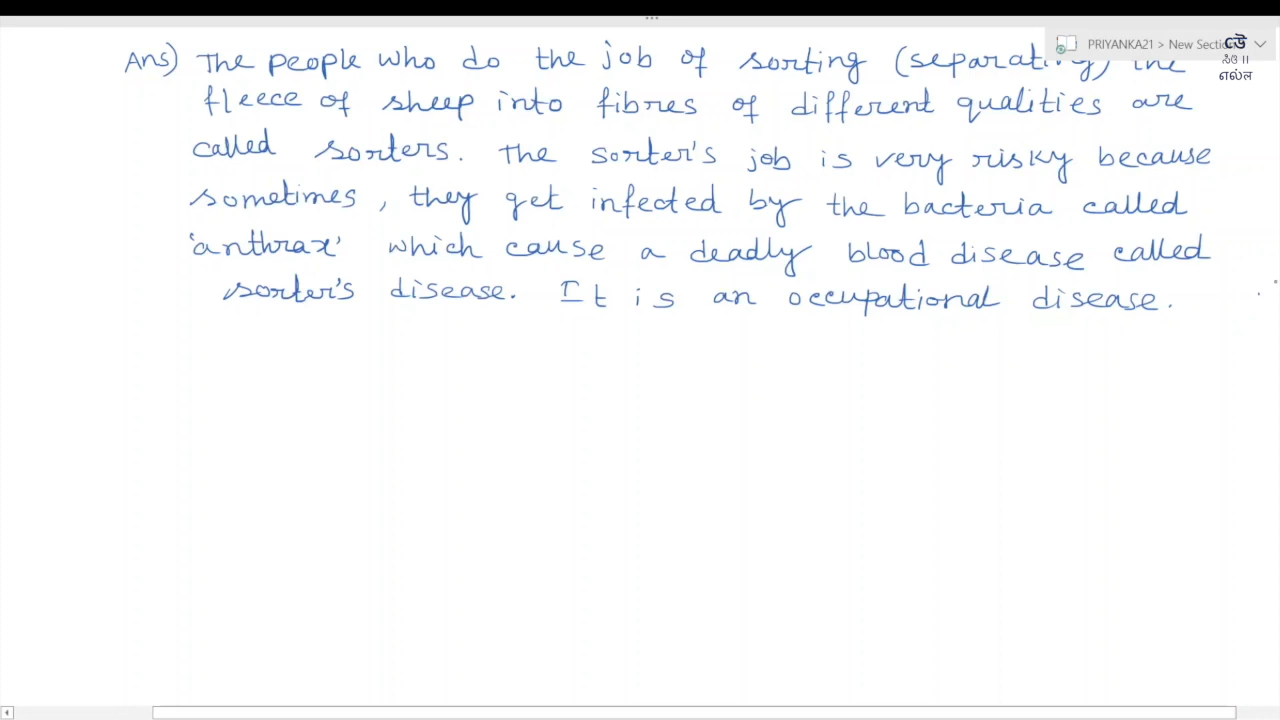 Ans) The people who do the job of sorting (separating) the
PRIYANKA21 > New Section
fleece of sheep into fibres of different qualities are
called sorters. The sorter's job is very risky because
sometimes, they get infected by the bacteria called
'anthrax' which cause a deadly blood disease called
sorter's disease. It is an occupational disease.